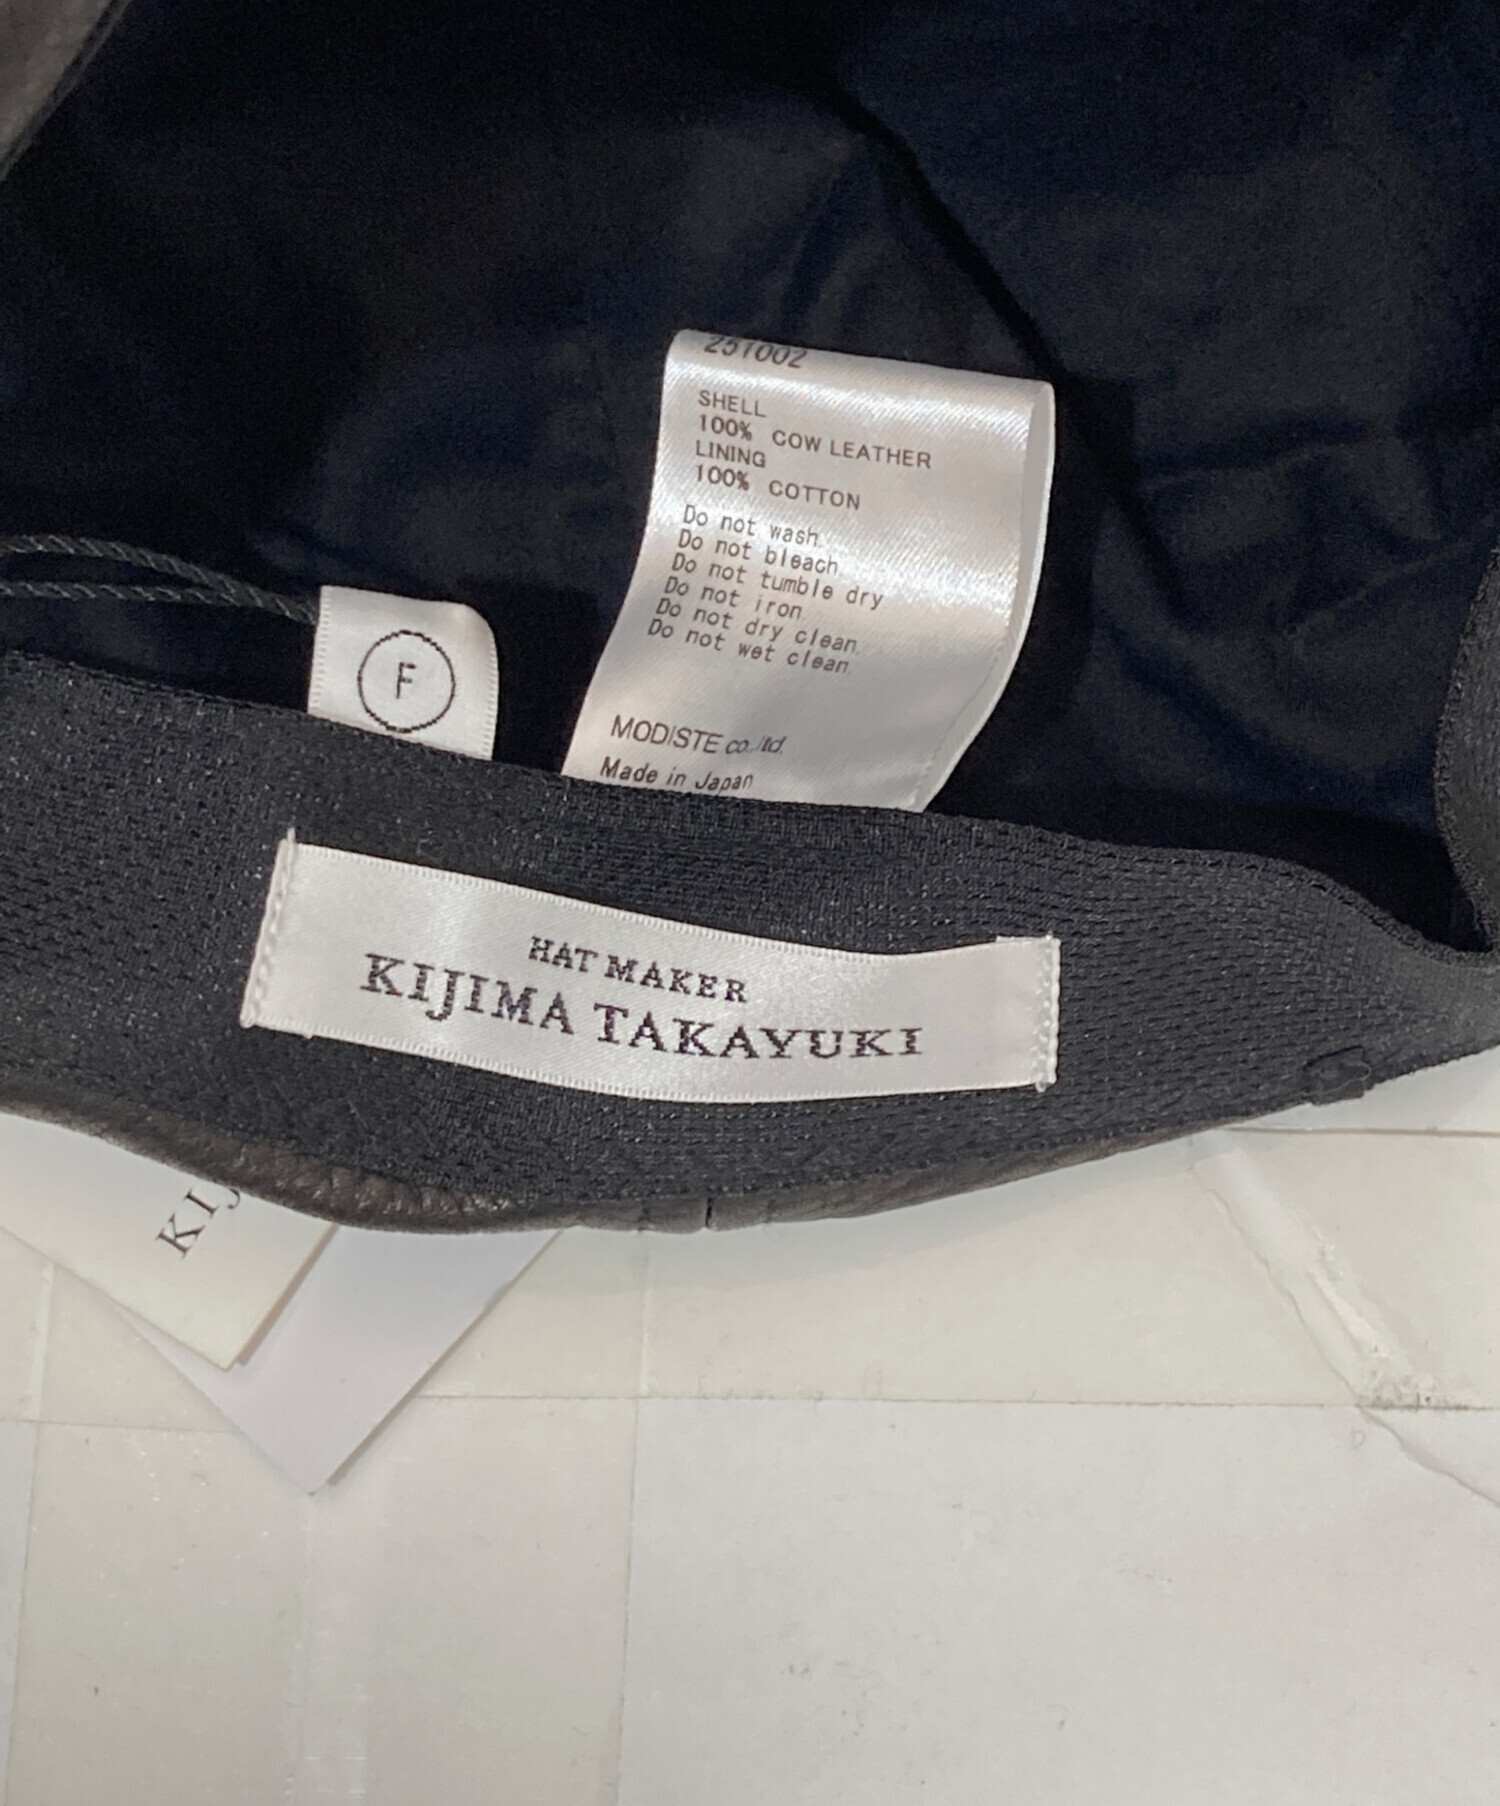 251002
SHELL
100% COW LEATHER
LINING
100% COTTON
Do not wash.
Do not bleach.
Do not tumble dry
Do not iron.
Do not dry clean.
Do not wet clean.
MODISTE co.,ltd.
Made in Japan
F
HAT MAKER
KIJIMA TAKAYUKI
KIJ